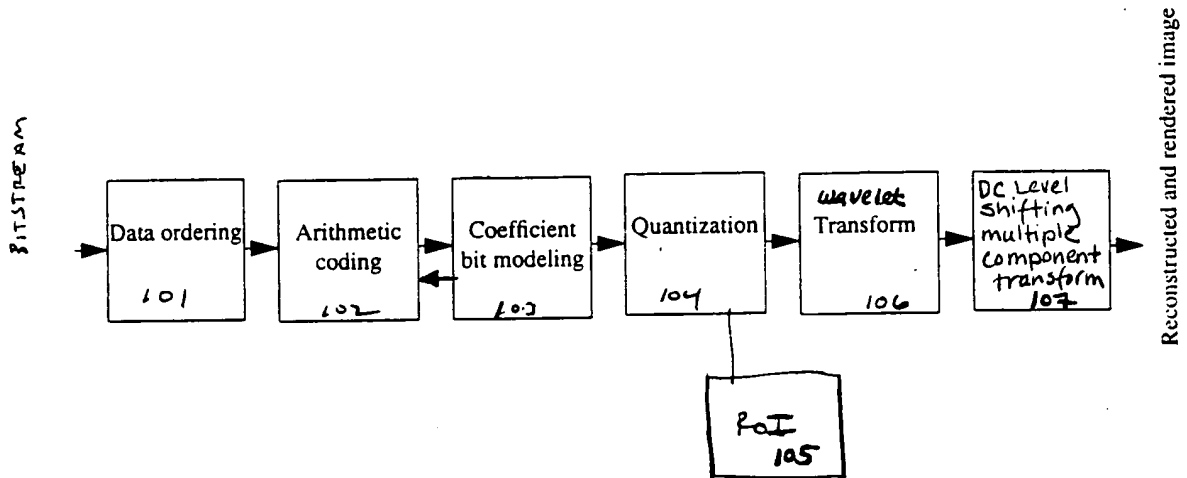 BITSTREAM
Data ordering
101
Arithmetic
coding
102
Coefficient
bit modeling
103
Quantization
104
RoI
105
wavelet
Transform
106
DC Level
shifting
multiple
component
transform
107
Reconstructed and rendered image